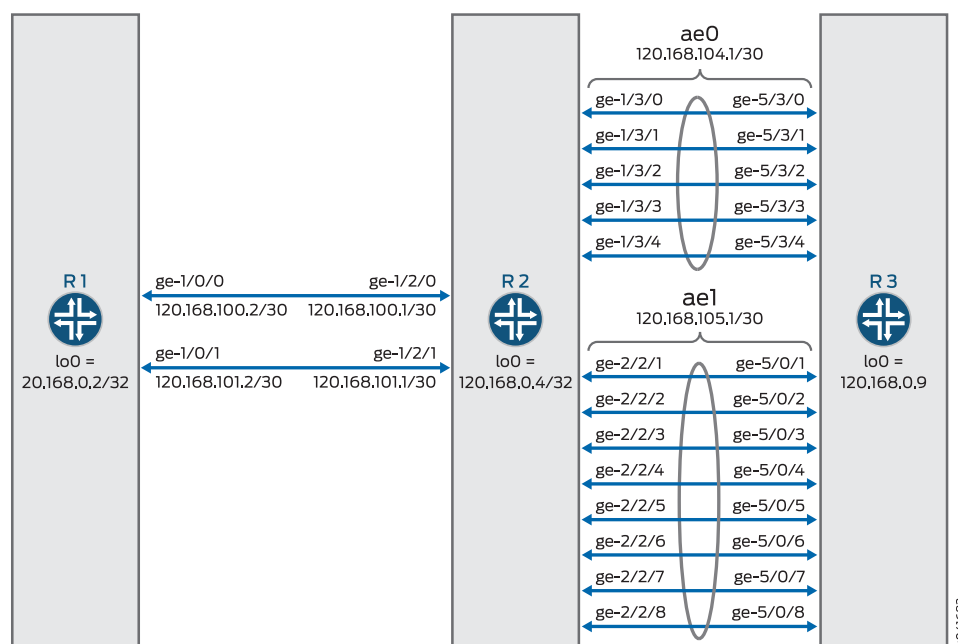 ae0
120.168.104.1/30
ge-1/3/0 ge-5/3/0
ge-1/3/1 ge-5/3/1
ge-1/3/2 ge-5/3/2
ge-1/3/3 ge-5/3/3
ge-1/3/4 ge-5/3/4
R1
lo0 =
20.168.0.2/32
ge-1/0/0 ge-1/2/0
120.168.100.2/30 120.168.100.1/30
ge-1/0/1 ge-1/2/1
120.168.101.2/30 120.168.101.1/30
R2
lo0 =
120.168.0.4/32
ae1
120.168.105.1/30
R3
lo0 =
120.168.0.9
ge-2/2/1 ge-5/0/1
ge-2/2/2 ge-5/0/2
ge-2/2/3 ge-5/0/3
ge-2/2/4 ge-5/0/4
ge-2/2/5 ge-5/0/5
ge-2/2/6 ge-5/0/6
ge-2/2/7 ge-5/0/7
ge-2/2/8 ge-5/0/8